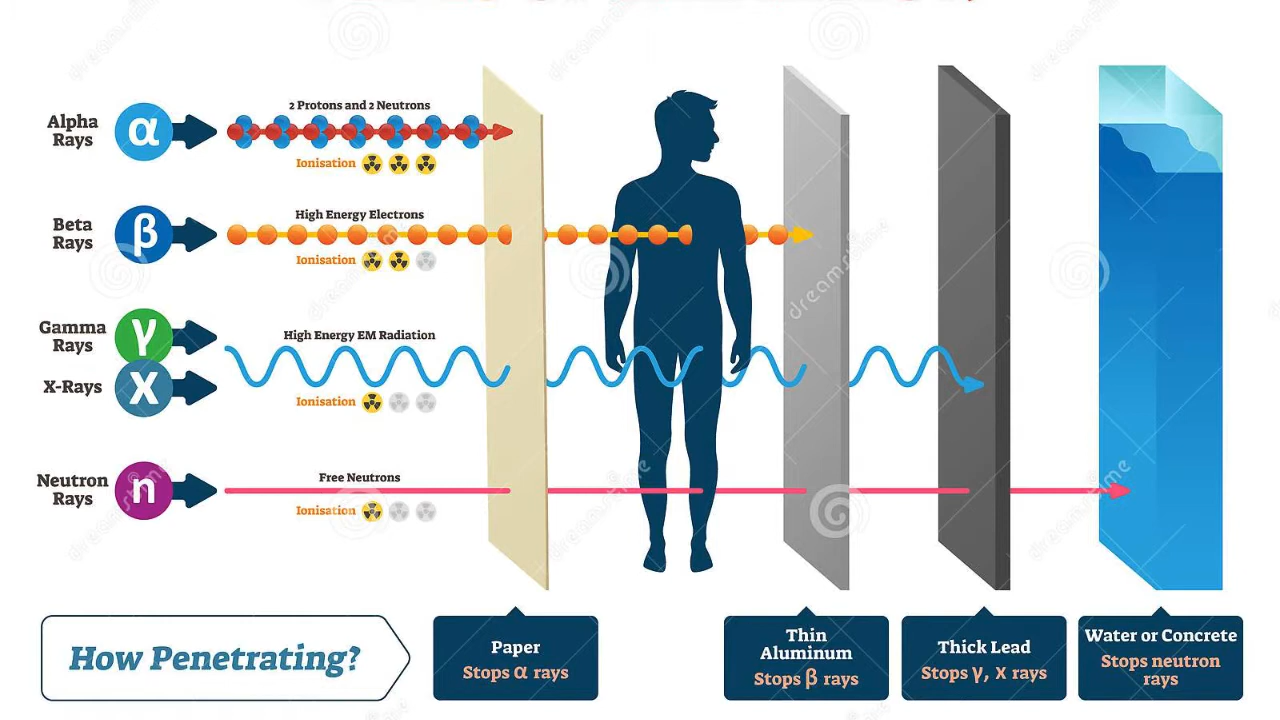 Alpha
Rays
α
2 Protons and 2 Neutrons
Ionisation
Beta
Rays
β
High Energy Electrons
Ionisation
Gamma
Rays
γ
High Energy EM Radiation
X-Rays
X
Ionisation
Neutron
Rays
n
Free Neutrons
Ionisation
How Penetrating?
Paper
Stops α rays
Thin
Aluminum
Stops β rays
Thick Lead
Stops γ, X rays
Water or Concrete
Stops neutron
rays
dreamstime
dreamstime